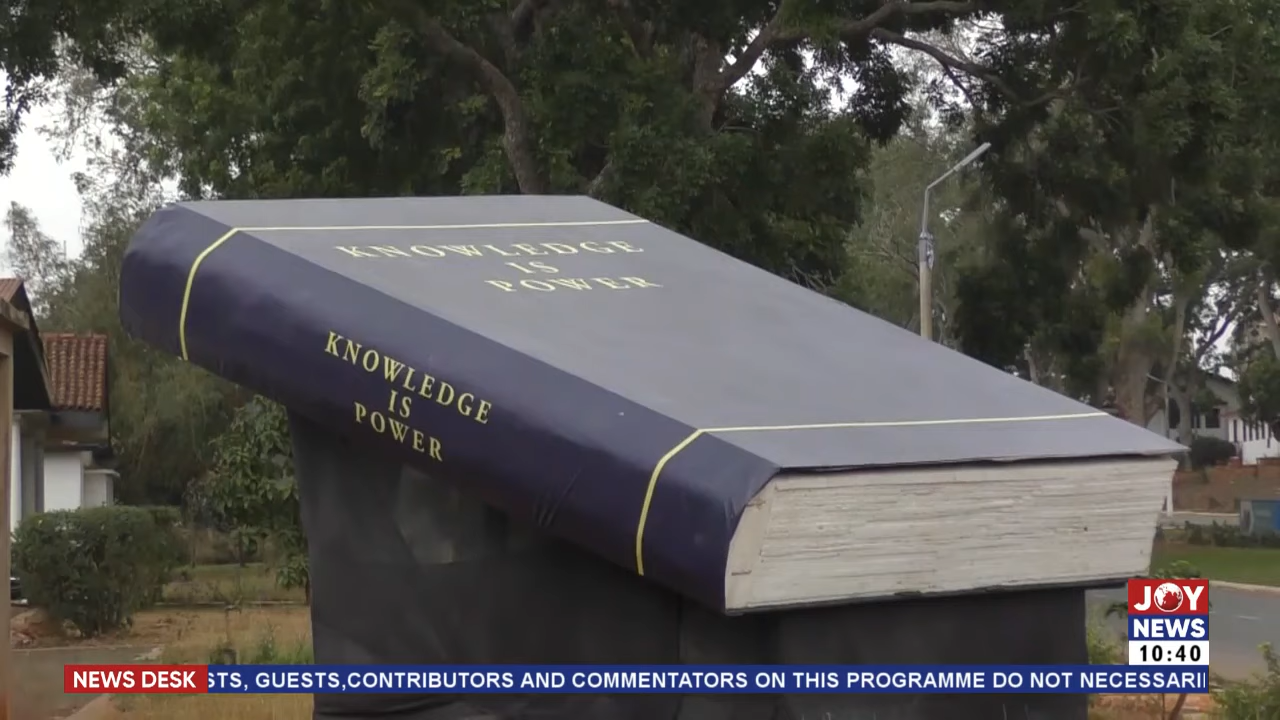 KNOWLEDGE
IS
POWER
KNOWLEDGE
IS
POWER
JOY
NEWS
10:40
NEWS DESK
STS, GUESTS,CONTRIBUTORS AND COMMENTATORS ON THIS PROGRAMME DO NOT NECESSARI